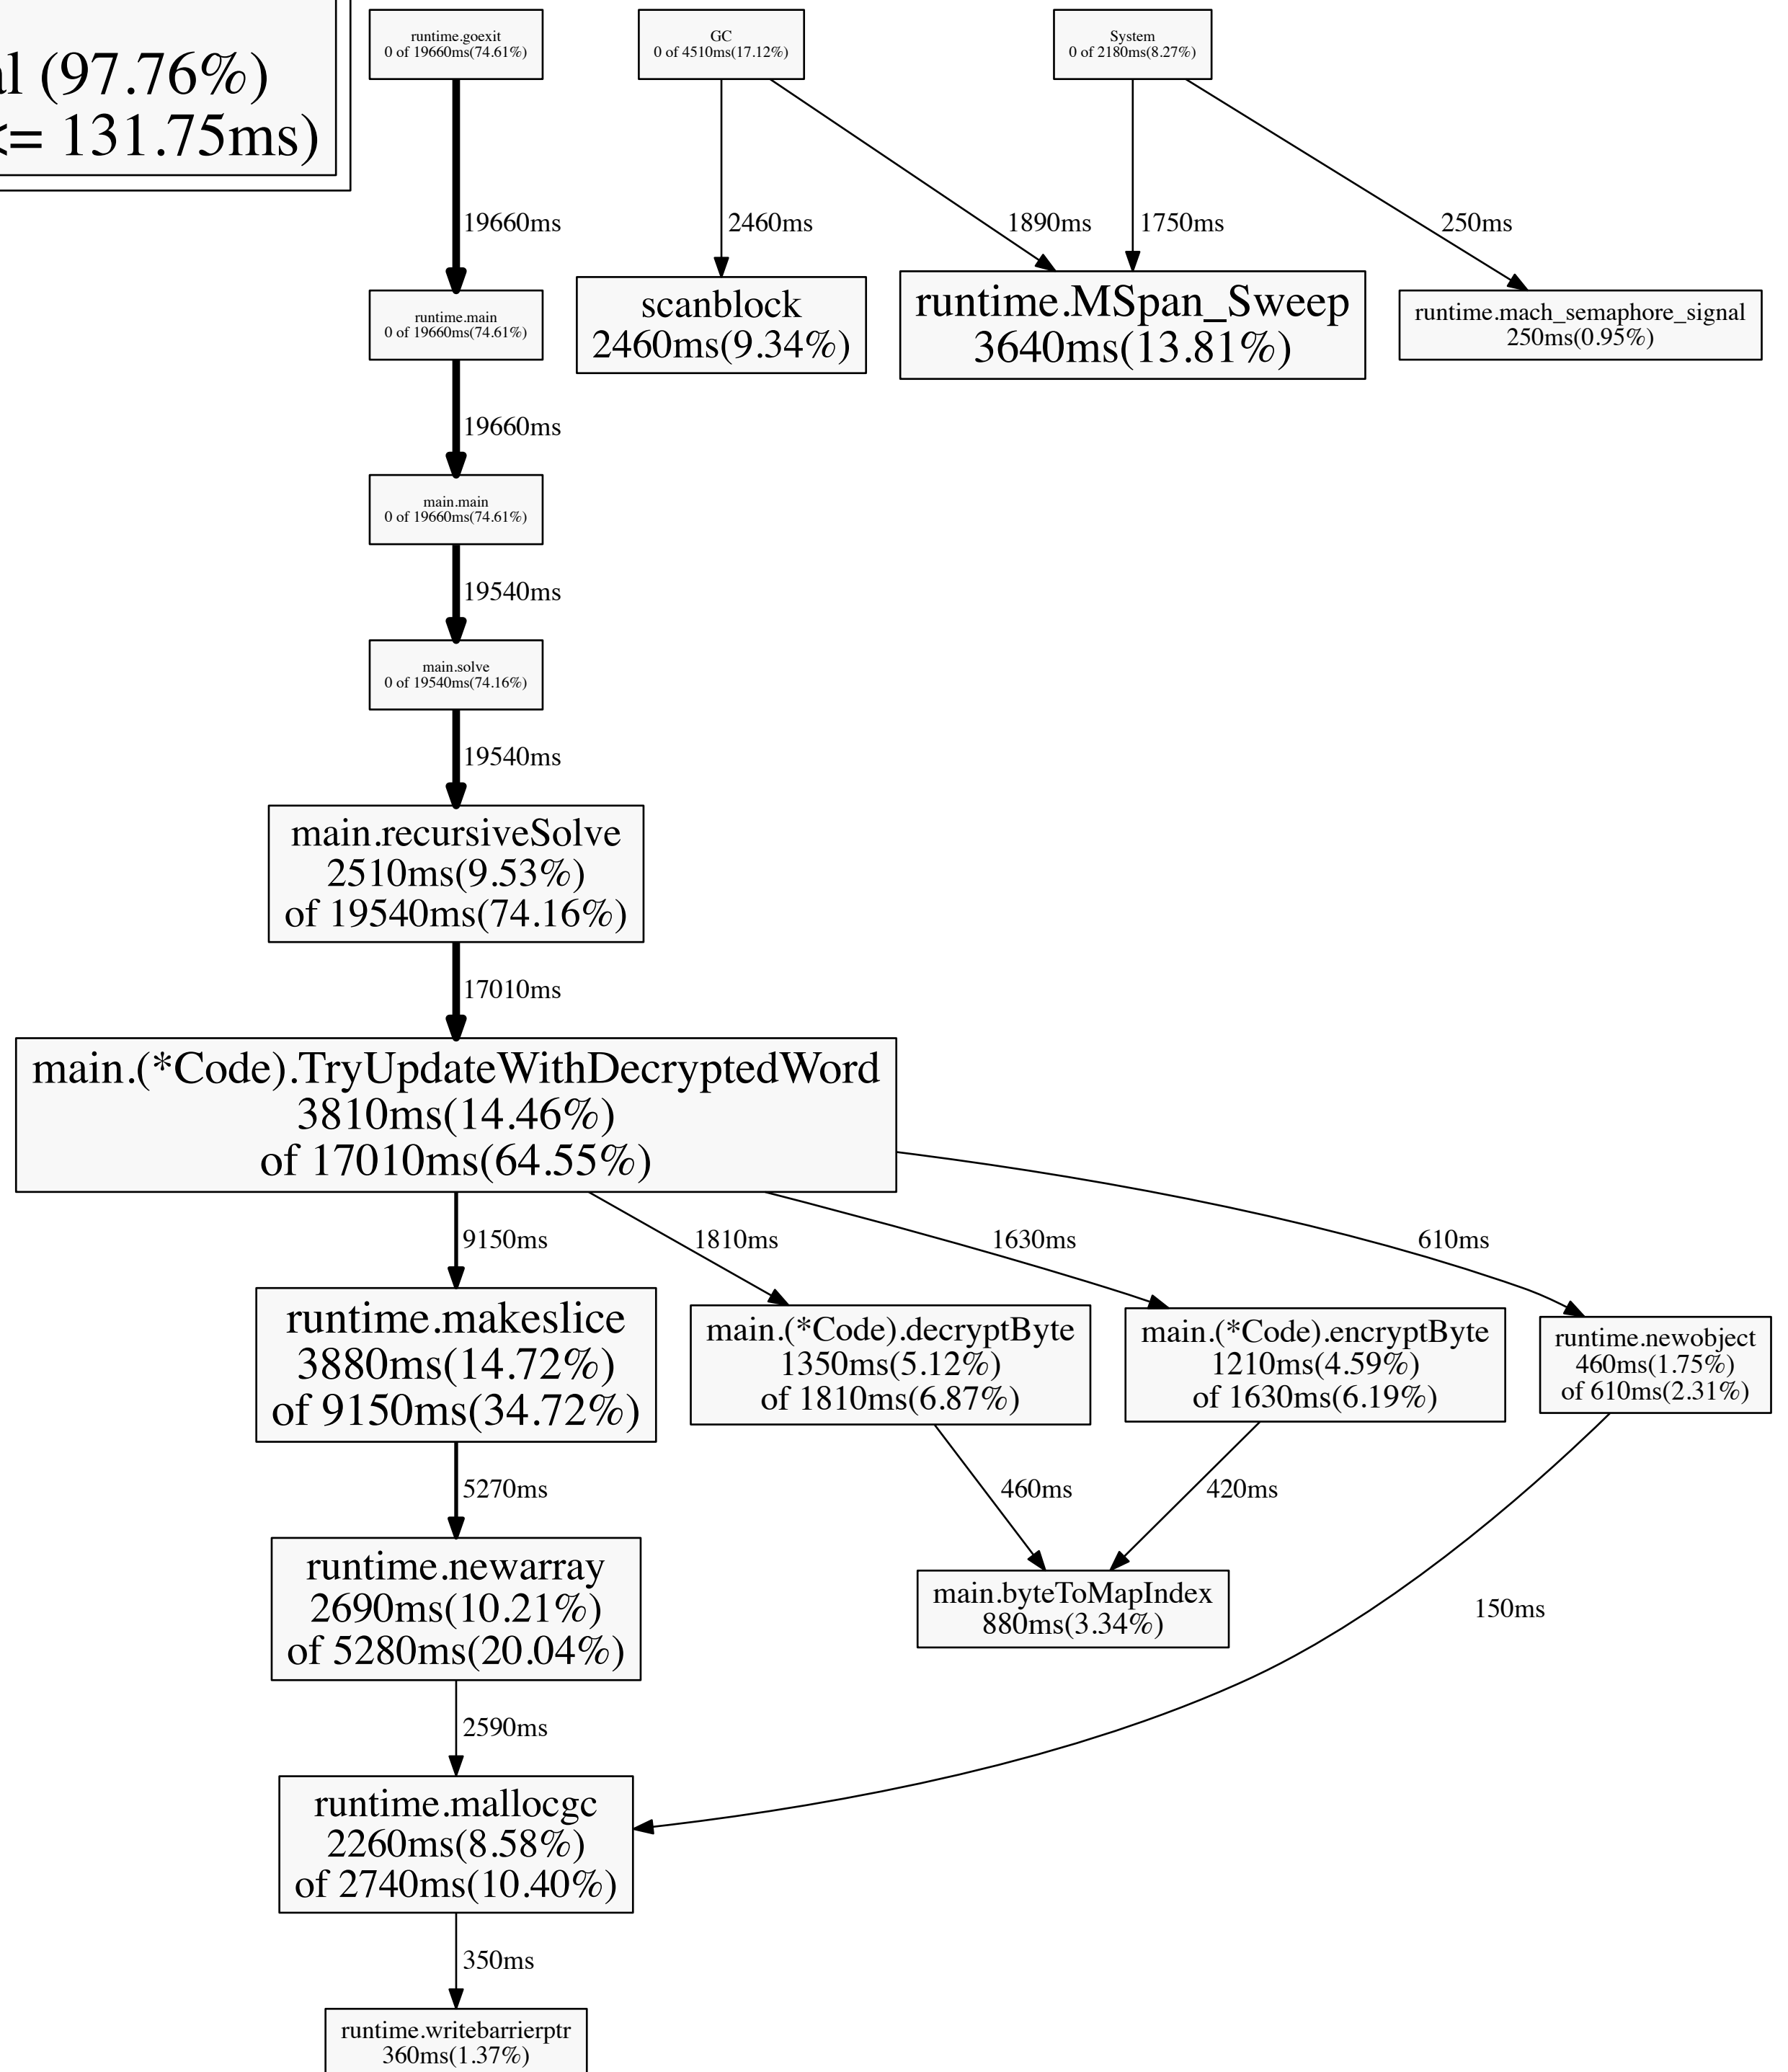 al (97.76%)
<= 131.75ms)
runtime.goexit
0 of 19660ms(74.61%)
GC
0 of 4510ms(17.12%)
System
0 of 2180ms(8.27%)
19660ms
2460ms
1890ms
1750ms
250ms
runtime.main
0 of 19660ms(74.61%)
scanblock
2460ms(9.34%)
runtime.MSpan_Sweep
3640ms(13.81%)
runtime.mach_semaphore_signal
250ms(0.95%)
19660ms
main.main
0 of 19660ms(74.61%)
19540ms
main.solve
0 of 19540ms(74.16%)
19540ms
main.recursiveSolve
2510ms(9.53%)
of 19540ms(74.16%)
17010ms
main.(*Code).TryUpdateWithDecryptedWord
3810ms(14.46%)
of 17010ms(64.55%)
9150ms
1810ms
1630ms
610ms
runtime.makeslice
3880ms(14.72%)
of 9150ms(34.72%)
main.(*Code).decryptByte
1350ms(5.12%)
of 1810ms(6.87%)
main.(*Code).encryptByte
1210ms(4.59%)
of 1630ms(6.19%)
runtime.newobject
460ms(1.75%)
of 610ms(2.31%)
5270ms
460ms
420ms
150ms
runtime.newarray
2690ms(10.21%)
of 5280ms(20.04%)
main.byteToMapIndex
880ms(3.34%)
2590ms
runtime.mallocgc
2260ms(8.58%)
of 2740ms(10.40%)
350ms
runtime.writebarrierptr
360ms(1.37%)